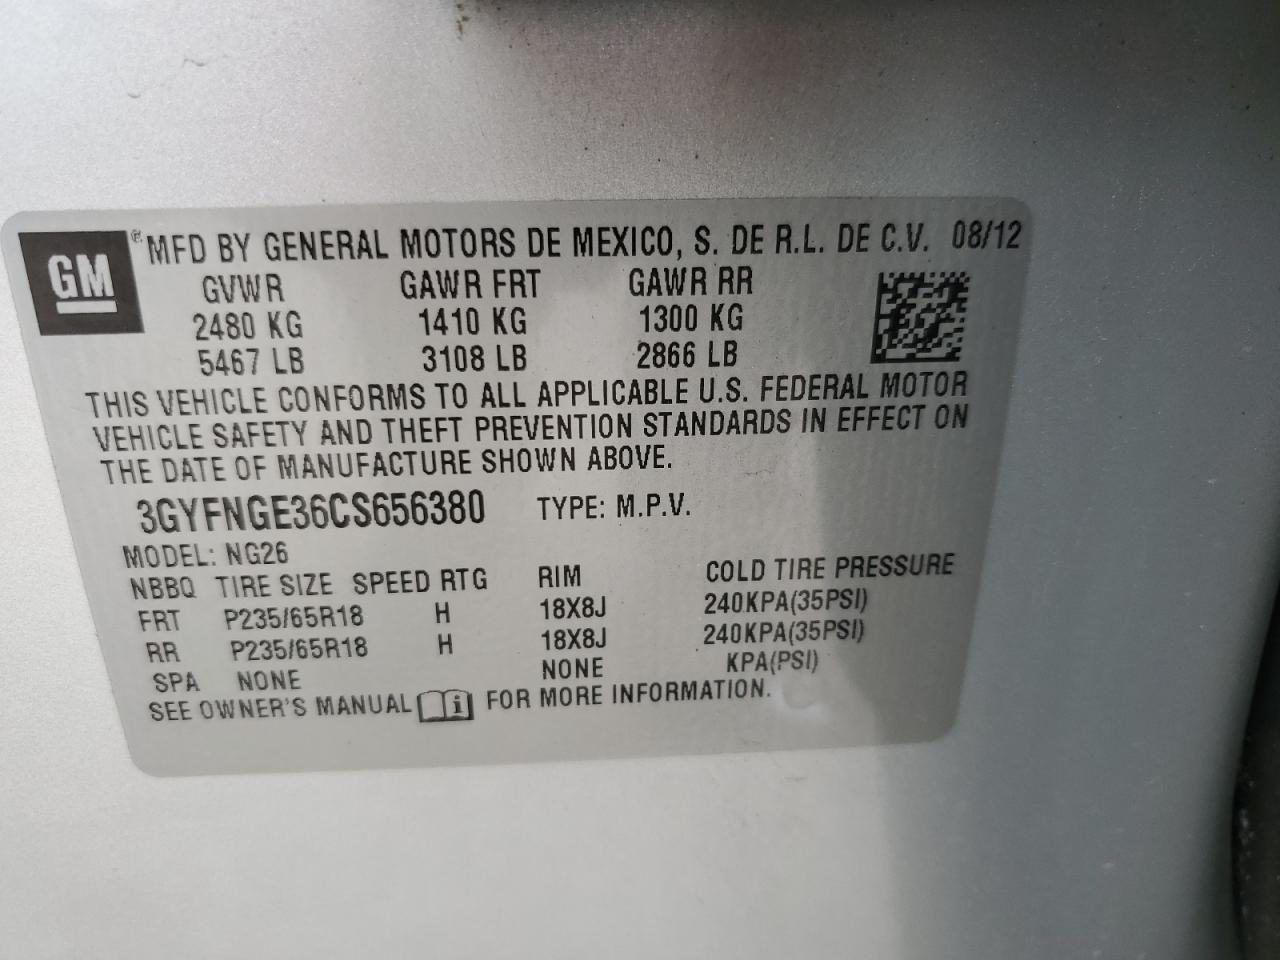 GM ® MFD BY GENERAL MOTORS DE MEXICO, S. DE R.L. DE C.V. 08/12
GVWR GAWR FRT GAWR RR
2480 KG 1410 KG 1300 KG
5467 LB 3108 LB 2866 LB
THIS VEHICLE CONFORMS TO ALL APPLICABLE U.S. FEDERAL MOTOR
VEHICLE SAFETY AND THEFT PREVENTION STANDARDS IN EFFECT ON
THE DATE OF MANUFACTURE SHOWN ABOVE.
3GYFNGE36CS656380 TYPE: M.P.V.
MODEL: NG26
NBBQ TIRE SIZE SPEED RTG RIM COLD TIRE PRESSURE
FRT P235/65R18 H 18X8J 240KPA(35PSI)
RR P235/65R18 H 18X8J 240KPA(35PSI)
SPA NONE NONE KPA(PSI)
SEE OWNER'S MANUAL i FOR MORE INFORMATION.